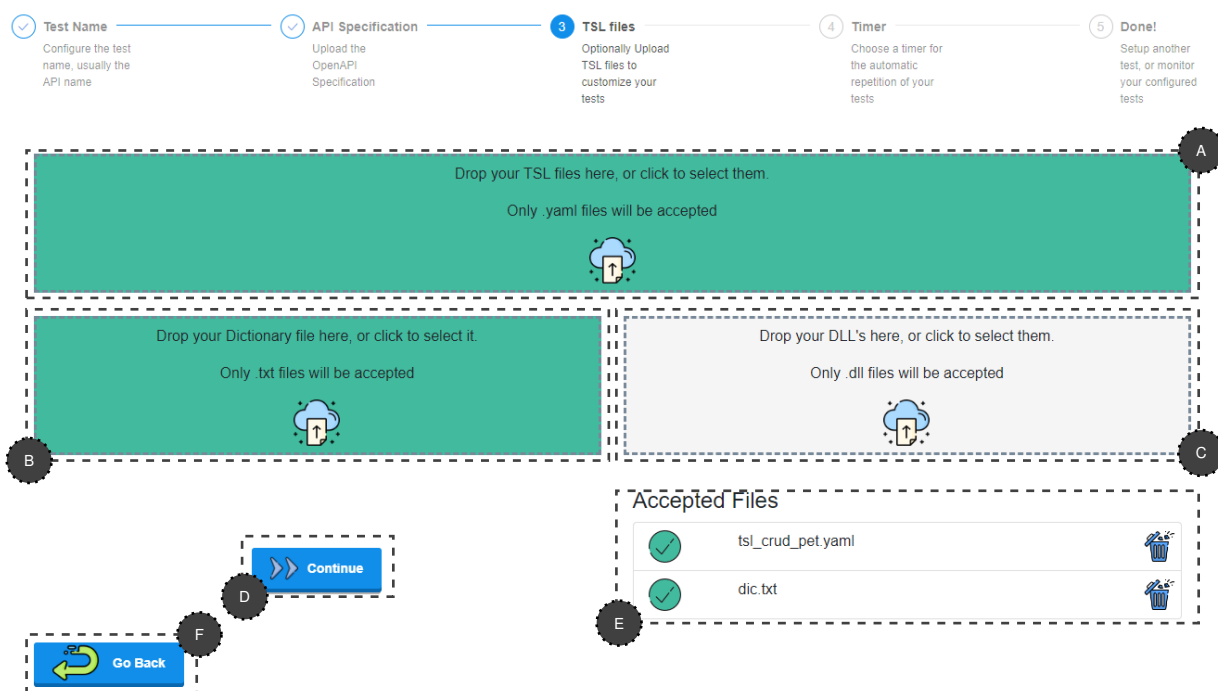 Test Name
Configure the test
name, usually the
API name
API Specification
Upload the
OpenAPI
Specification
3
TSL files
Optionally Upload
TSL files to
customize your
tests
4
Timer
Choose a timer for
the automatic
repetition of your
tests
5
Done!
Setup another
test, or monitor
your configured
tests
A
Drop your TSL files here, or click to select them.
Only .yaml files will be accepted
Drop your Dictionary file here, or click to select it.
Only .txt files will be accepted
B
Drop your DLL's here, or click to select them.
Only .dll files will be accepted
C
Accepted Files
tsl_crud_pet.yaml
dic.txt
E
Continue
D
F
Go Back